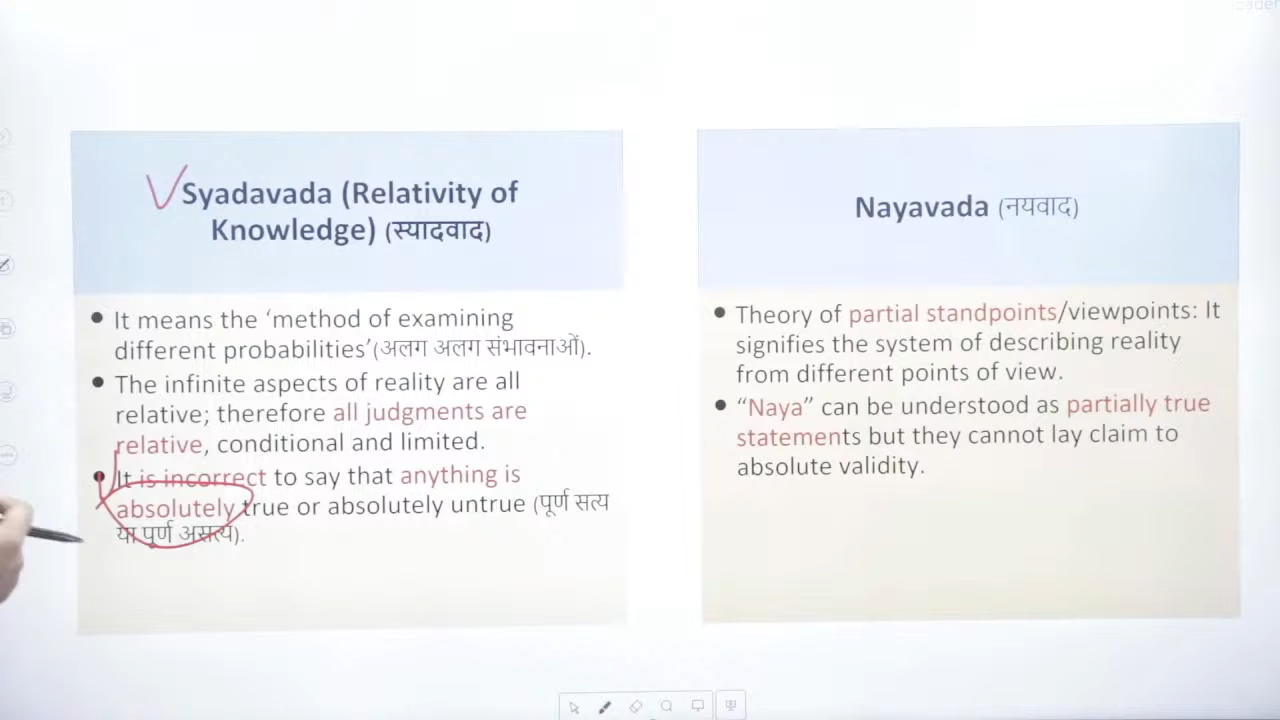 Syadavada (Relativity of
Knowledge) (स्यादवाद)
• It means the ‘method of examining
different probabilities’(अलग अलग संभावनाओं).
• The infinite aspects of reality are all
relative; therefore all judgments are
relative, conditional and limited.
• It is incorrect to say that anything is
absolutely true or absolutely untrue (पूर्ण सत्य
या पूर्ण असत्य).
Nayavada (नयवाद)
• Theory of partial standpoints/viewpoints: It
signifies the system of describing reality
from different points of view.
• “Naya” can be understood as partially true
statements but they cannot lay claim to
absolute validity.